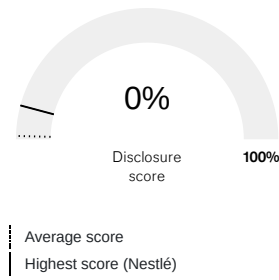 0%
Disclosure
score
100%
Average score
Highest score (Nestlé)